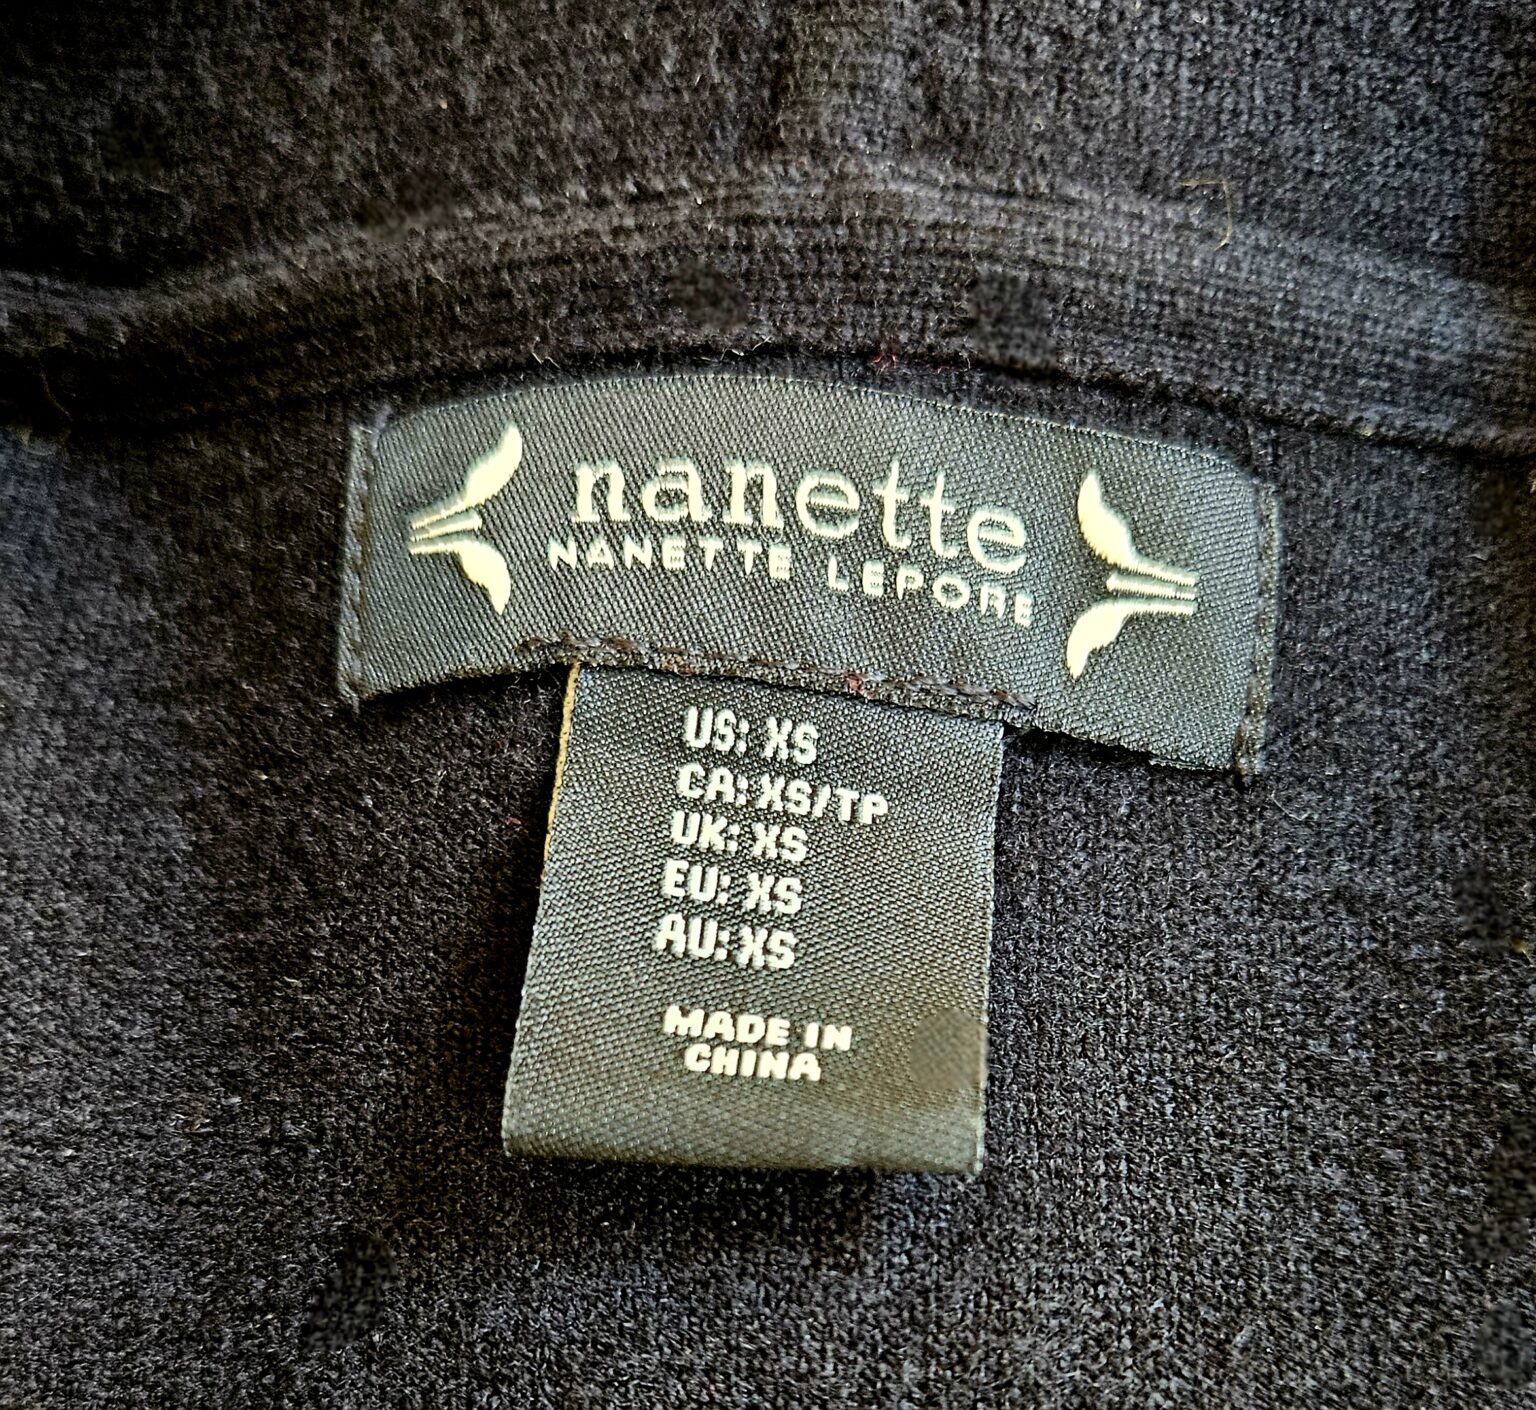 nanette
NANETTE LEPORE
US: XS
CA: XS/TP
UK: XS
EU: XS
AU: XS
MADE IN
CHINA